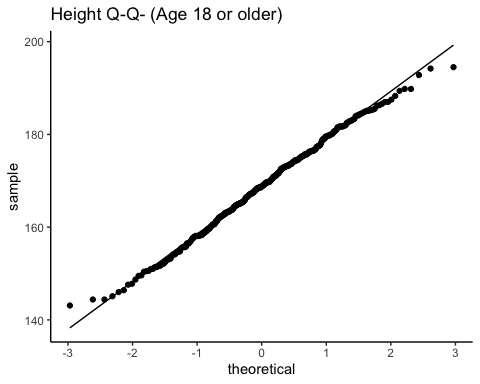 Height Q-Q- (Age 18 or older)
200
180
160
140
sample
-3 -2 -1 0 1 2 3
theoretical